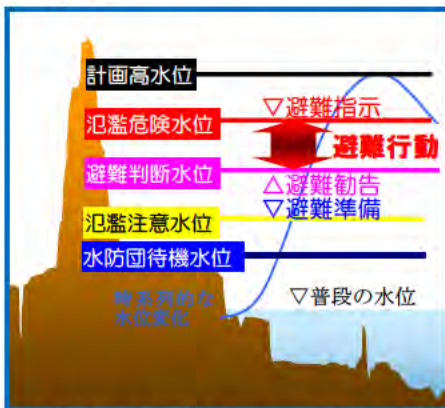 計画高水位
▽避難指示
氾濫危険水位
避難行動
避難判断水位
△避難勧告
▽避難準備
氾濫注意水位
水防団待機水位
時系列的な
水位変化
▽普段の水位